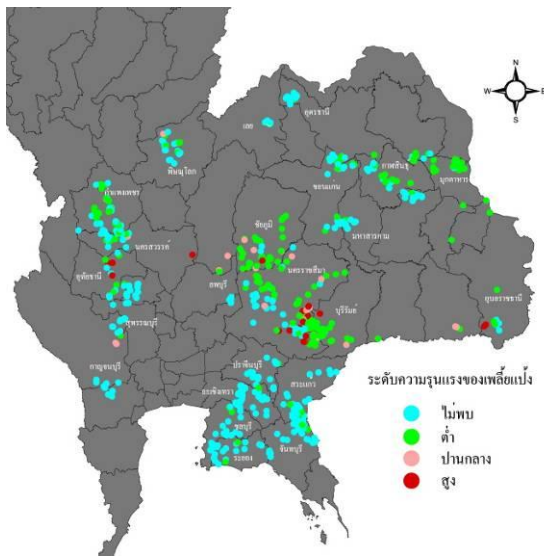 N
W E
S
อุดรธานี
เลย
พิษณุโลก
กาฬสินธุ์
มุกดาหาร
ขอนแก่น
กำแพงเพชร
มหาสารคาม
นครสวรรค์
ชัยภูมิ
นครราชสีมา
อุทัยธานี
ลพบุรี
บุรีรัมย์
อุบลราชธานี
สุพรรณบุรี
กาญจนบุรี
ปราจีนบุรี
สระแก้ว
ฉะเชิงเทรา
ชลบุรี
จันทบุรี
ระยอง
ระดับความรุนแรงของเพลี้ยแป้ง
ไม่พบ
ต่ำ
ปานกลาง
สูง